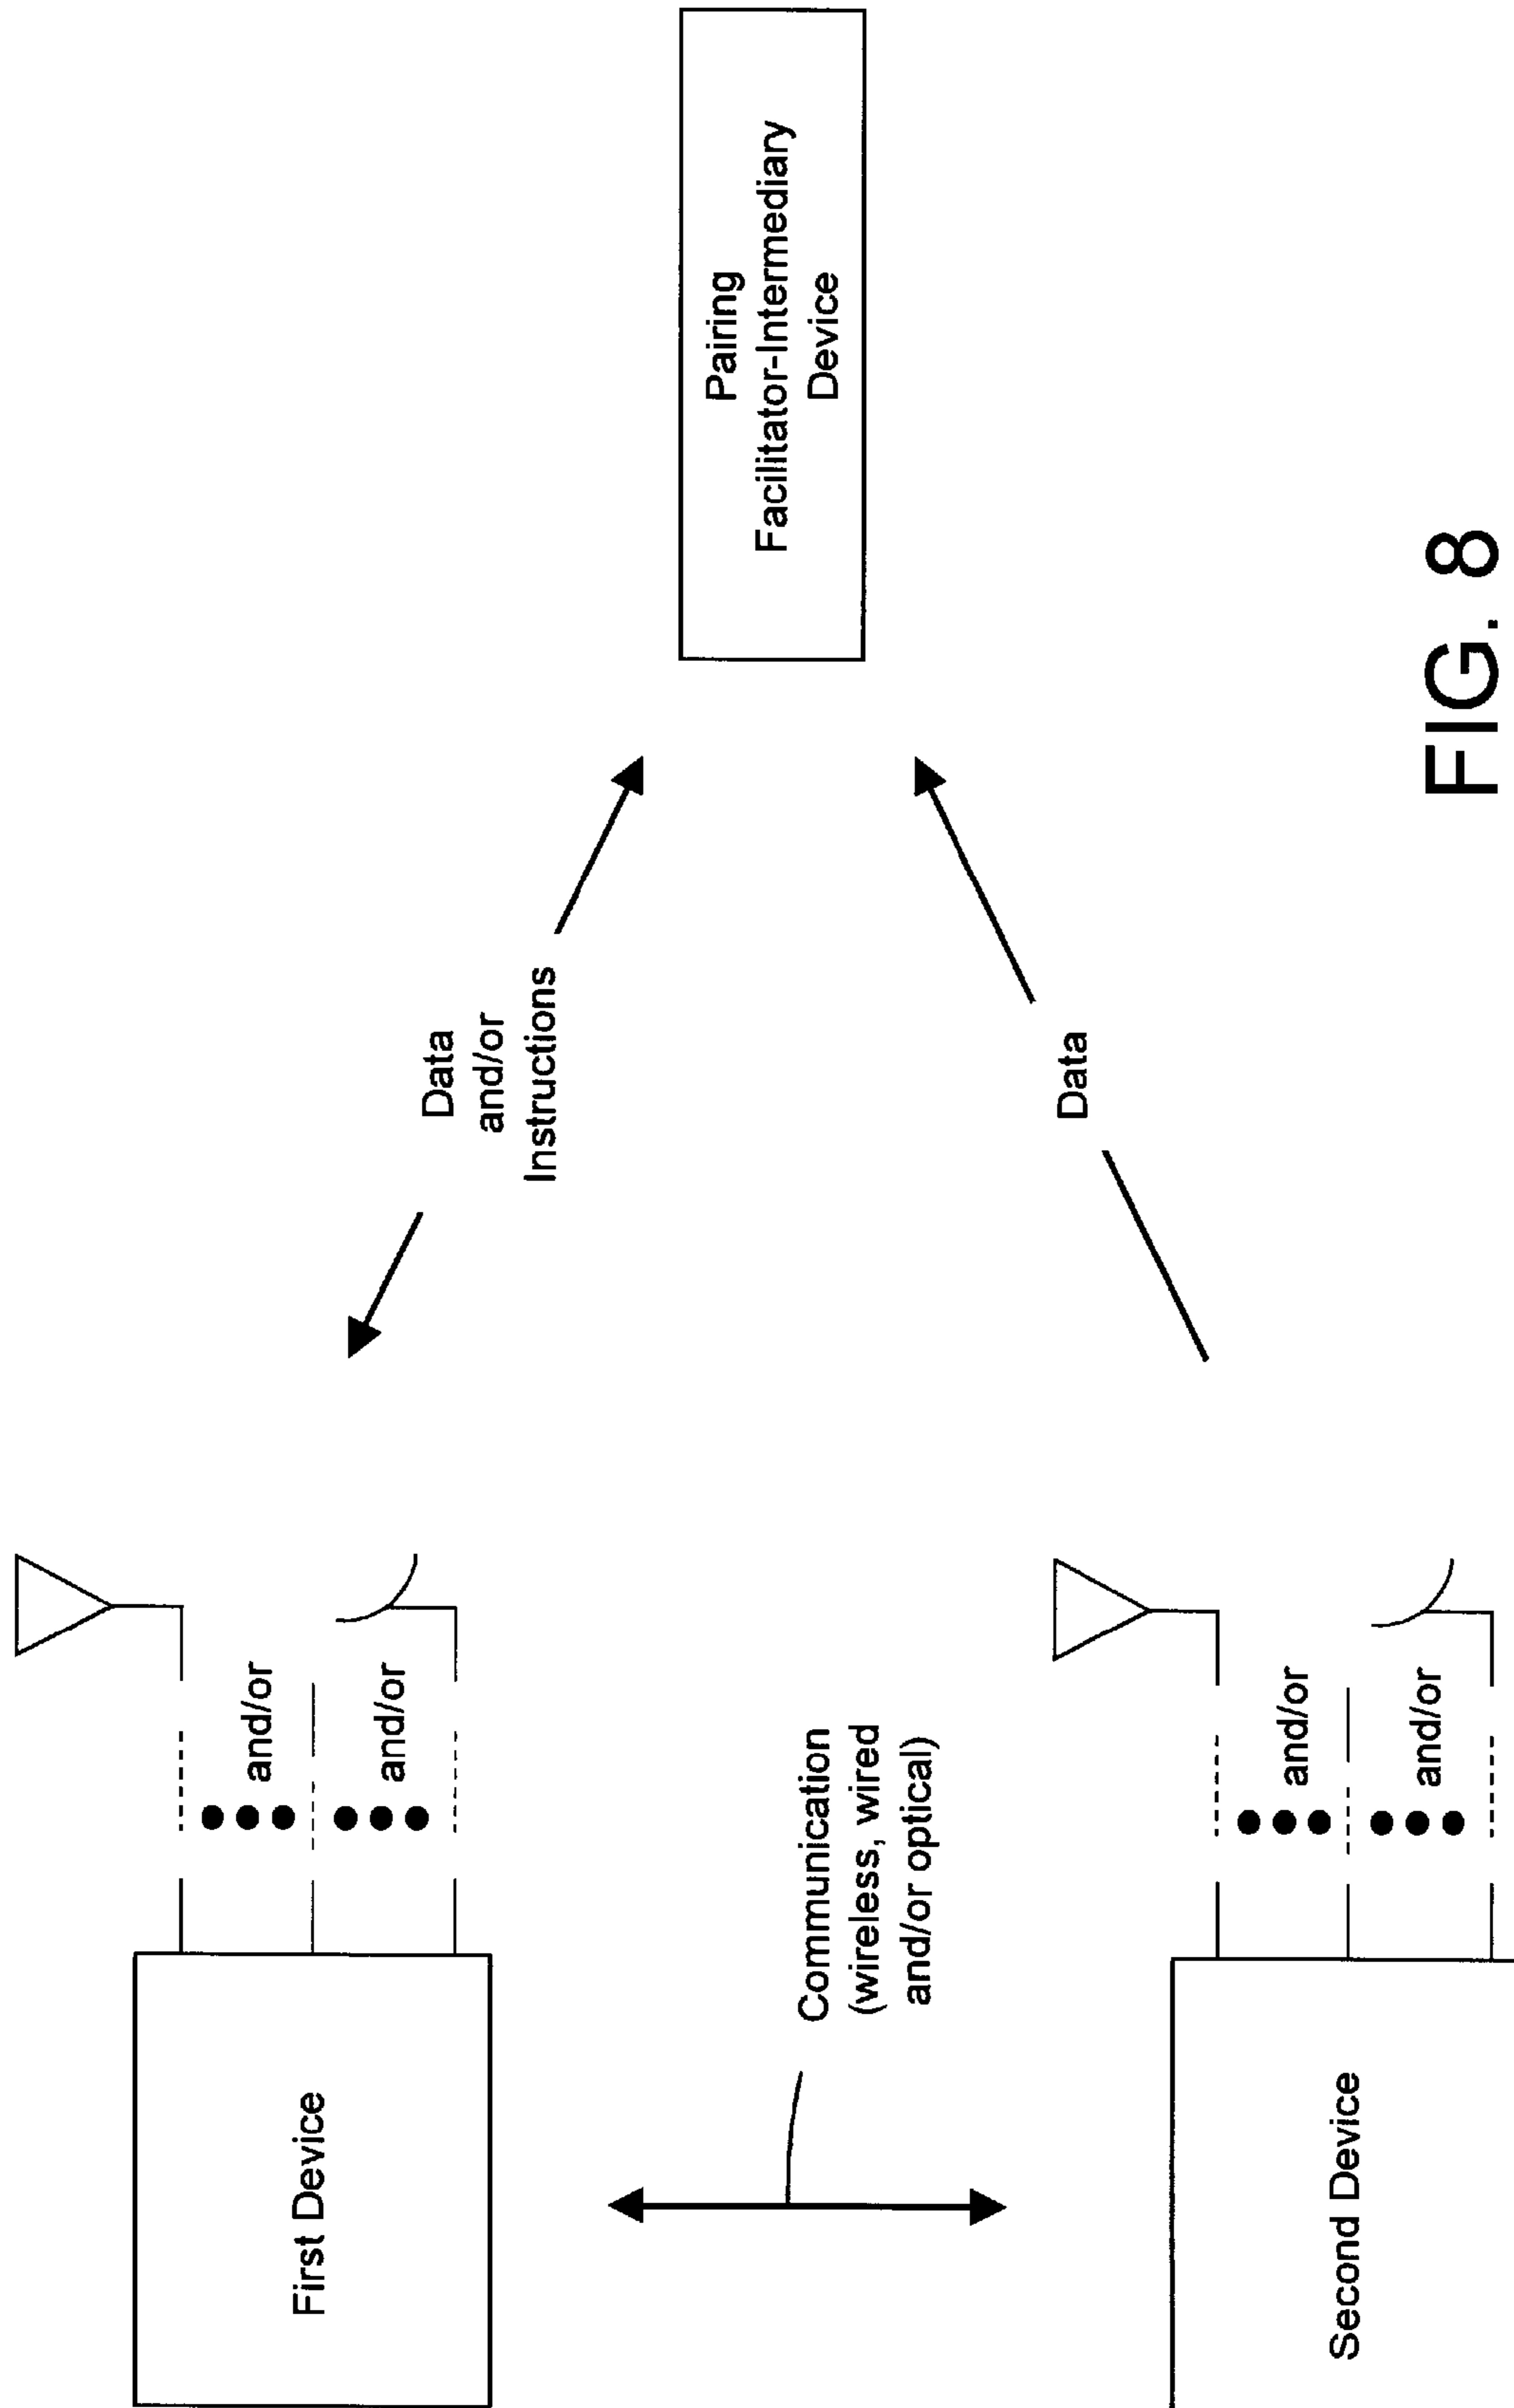 First Device
and/or
and/or
Data
and/or
Instructions
Pairing
Facilitator-Intermediary
Device
Communication
(wireless, wired
and/or optical)
Data
Second Device
and/or
and/or
FIG. 8